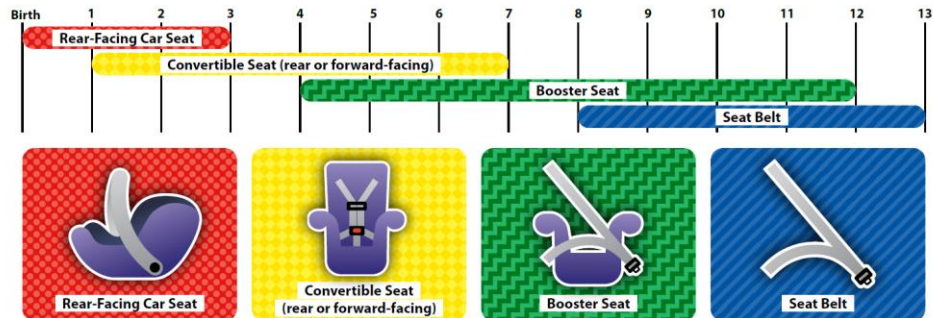 Birth 1 2 3 4 5 6 7 8 9 10 11 12 13
Rear-Facing Car Seat
Convertible Seat (rear or forward-facing)
Booster Seat
Seat Belt
Rear-Facing Car Seat
Convertible Seat
(rear or forward-facing)
Booster Seat
Seat Belt